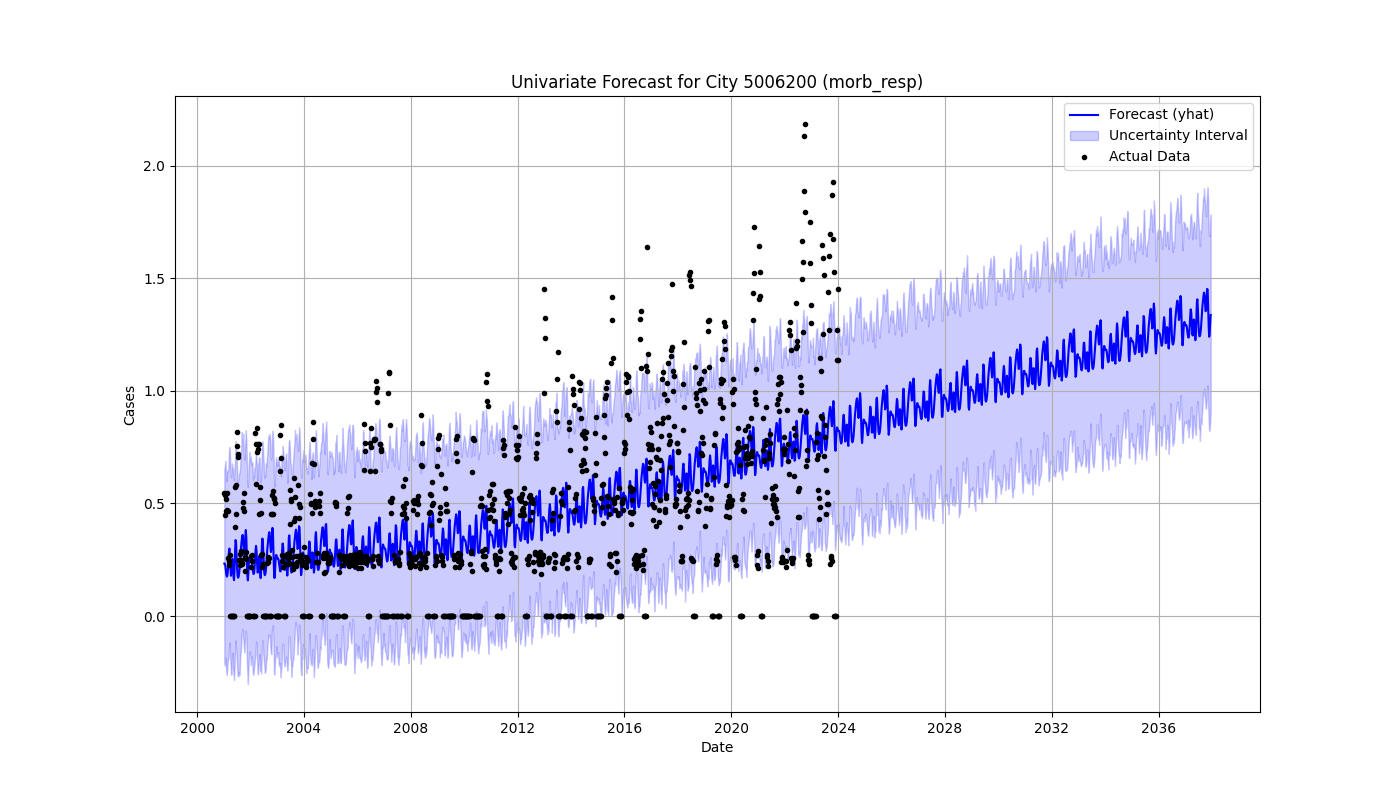 Univariate Forecast for City 5006200 (morb_resp)
Forecast (yhat)
Uncertainty Interval
Actual Data
Cases
2.0
1.5
1.0
0.5
0.0
2000
2004
2008
2012
2016
2020
2024
2028
2032
2036
Date